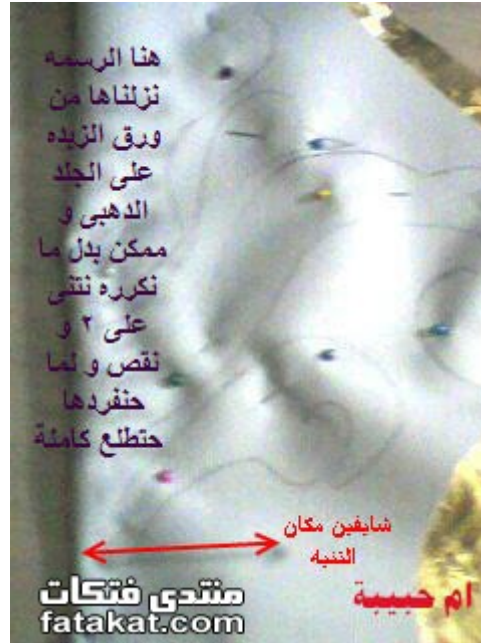 هنا الرسمه
نزلناها من
ورق الزبده
على الجلد
الدهبى و
ممكن بدل ما
نكرره نتنى
على ٢ و
نقص و لما
حنفردها
حتطلع كاملة
شايفين مكان
التنيه
ام حبيبة
منتدى فتكات
fatakat.com